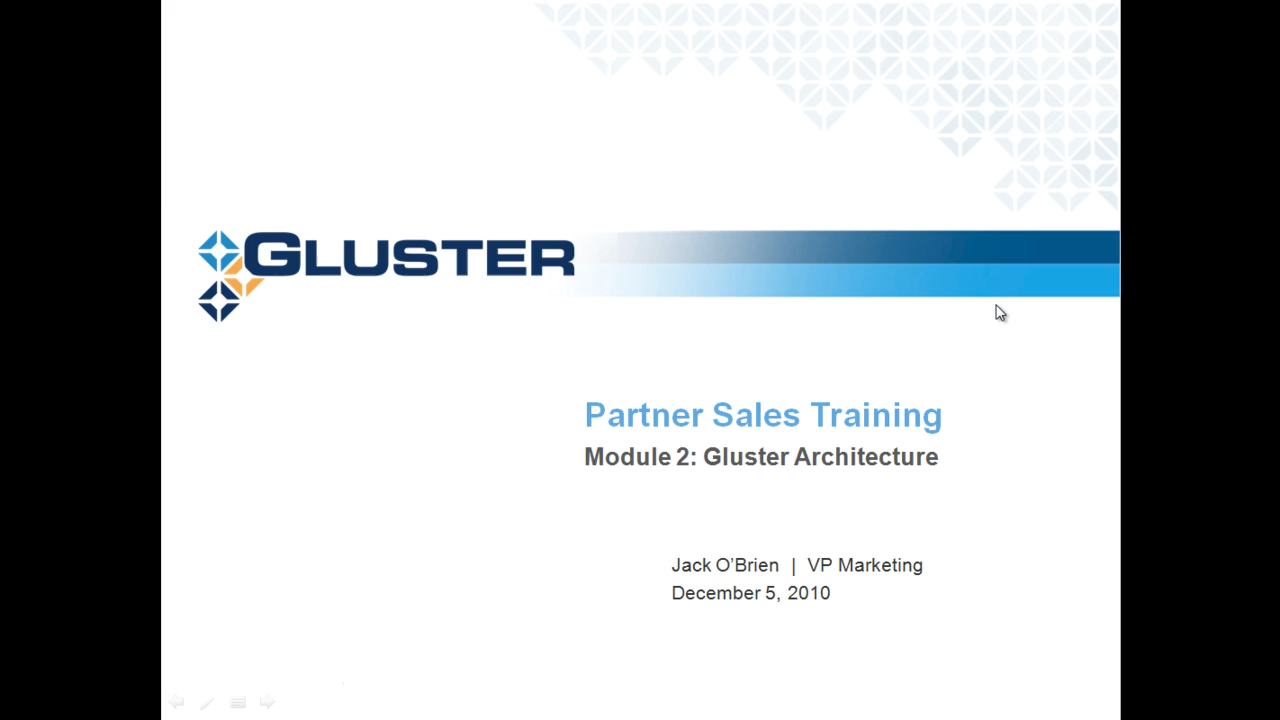 GLUSTER
Partner Sales Training
Module 2: Gluster Architecture
Jack O’Brien | VP Marketing
December 5, 2010